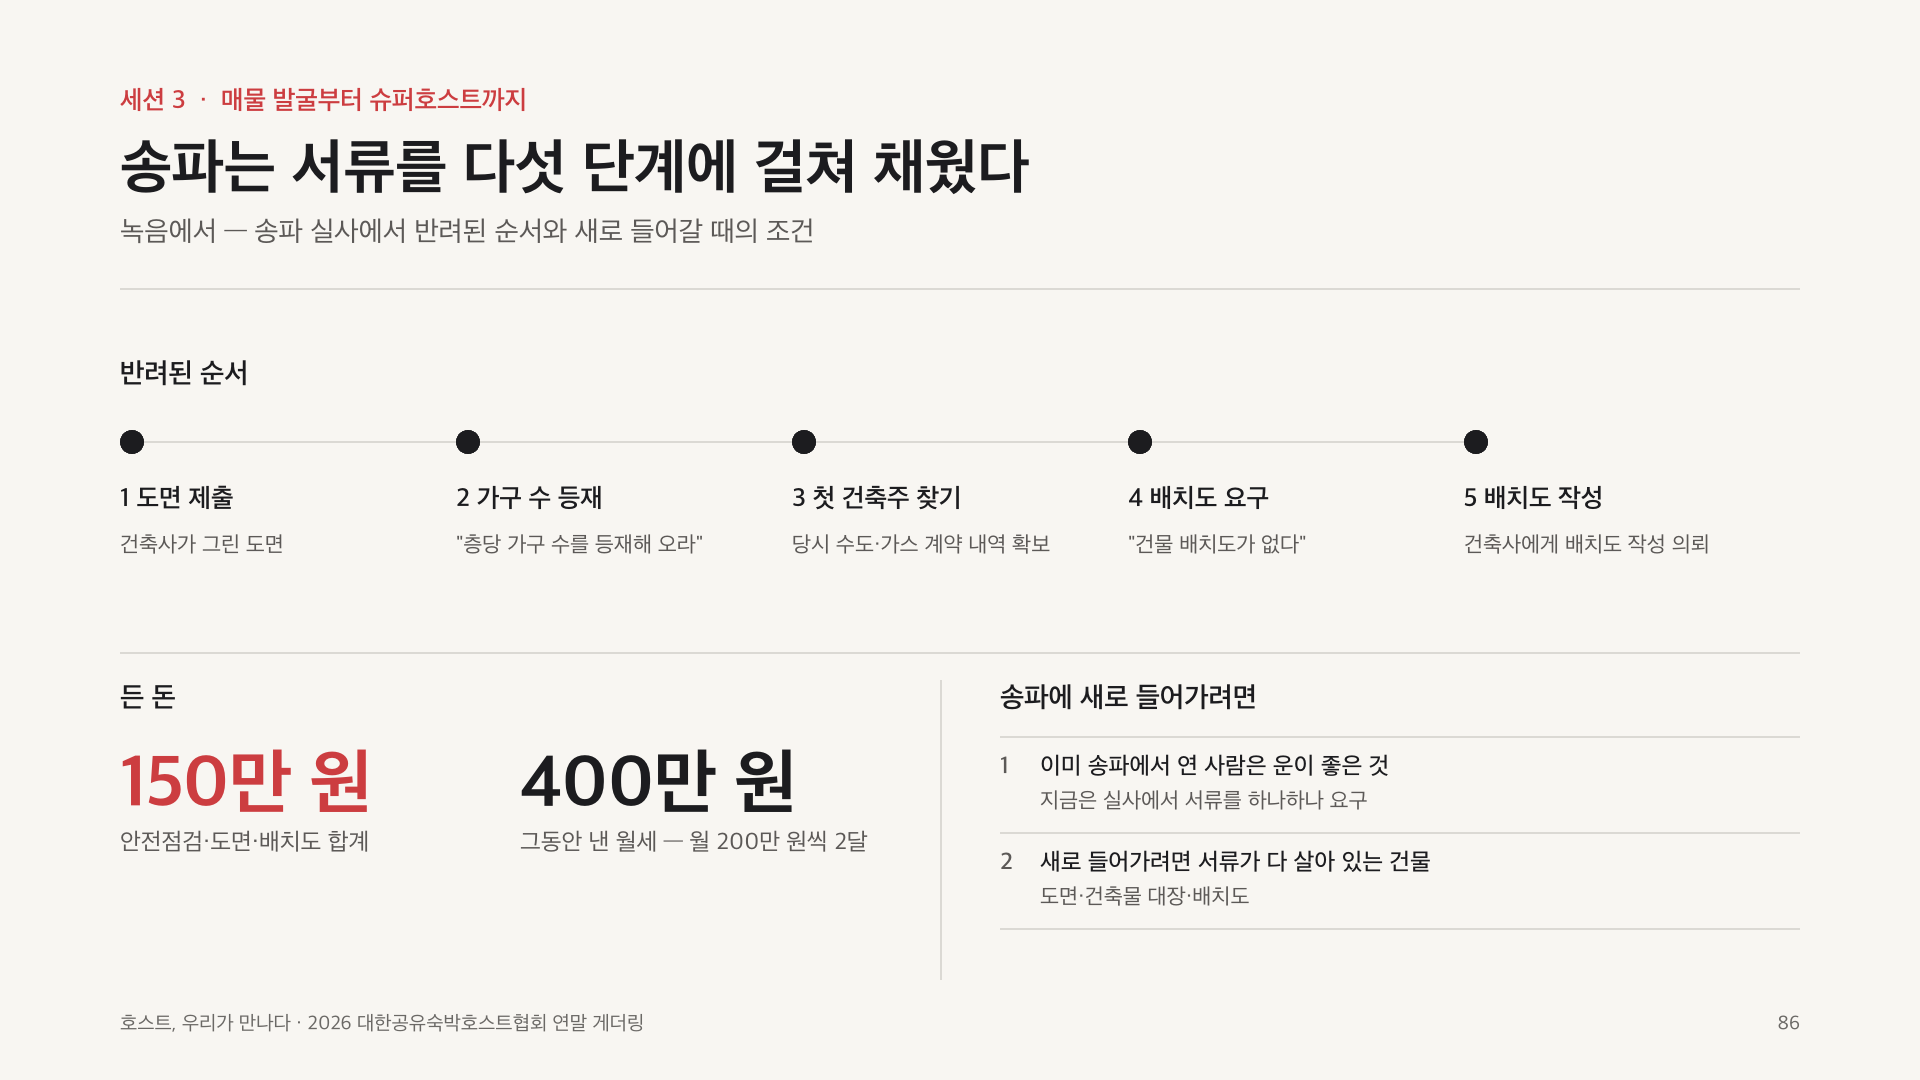 세션 3 · 매물 발굴부터 슈퍼호스트까지
송파는 서류를 다섯 단계에 걸쳐 채웠다
녹음에서 — 송파 실사에서 반려된 순서와 새로 들어갈 때의 조건
반려된 순서
1 도면 제출
건축사가 그린 도면
2 가구 수 등재
"층당 가구 수를 등재해 오라"
3 첫 건축주 찾기
당시 수도·가스 계약 내역 확보
4 배치도 요구
"건물 배치도가 없다"
5 배치도 작성
건축사에게 배치도 작성 의뢰
든 돈
150만 원
안전점검·도면·배치도 합계
400만 원
그동안 낸 월세 — 월 200만 원씩 2달
송파에 새로 들어가려면
1 이미 송파에서 연 사람은 운이 좋은 것
지금은 실사에서 서류를 하나하나 요구
2 새로 들어가려면 서류가 다 살아 있는 건물
도면·건축물 대장·배치도
호스트, 우리가 만나다 · 2026 대한공유숙박호스트협회 연말 게더링
86